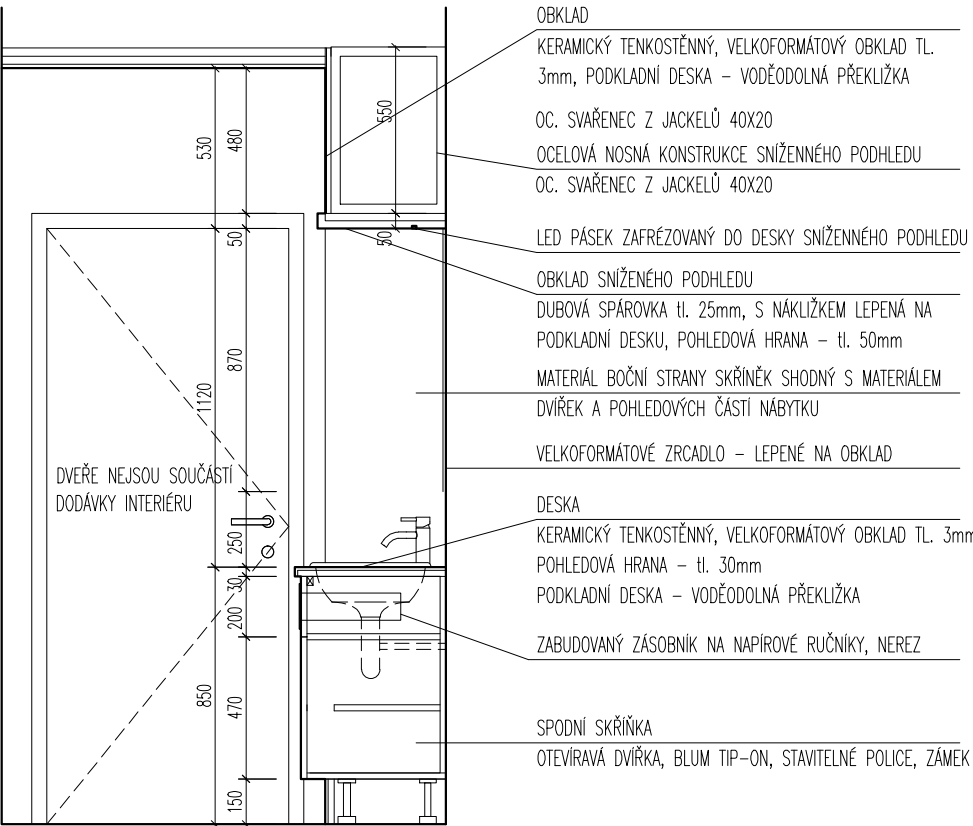 OBKLAD
KERAMICKÝ TENKOSTĚNNÝ, VELKOFORMÁTOVÝ OBKLAD TL.
3mm, PODKLADNÍ DESKA – VODĚODOLNÁ PŘEKLIŽKA
OC. SVAŘENEC Z JACKELŮ 40X20
OCELOVÁ NOSNÁ KONSTRUKCE SNÍŽENNÉHO PODHLEDU
OC. SVAŘENEC Z JACKELŮ 40X20
LED PÁSEK ZAFRÉZOVANÝ DO DESKY SNÍŽENNÉHO PODHLEDU
OBKLAD SNÍŽENÉHO PODHLEDU
DUBOVÁ SPÁROVKA tl. 25mm, S NÁKLIŽKEM LEPENÁ NA
PODKLADNÍ DESKU, POHLEDOVÁ HRANA – tl. 50mm
MATERIÁL BOČNÍ STRANY SKŘÍNĚK SHODNÝ S MATERIÁLEM
DVÍŘEK A POHLEDOVÝCH ČÁSTÍ NÁBYTKU
VELKOFORMÁTOVÉ ZRCADLO – LEPENÉ NA OBKLAD
DESKA
KERAMICKÝ TENKOSTĚNNÝ, VELKOFORMÁTOVÝ OBKLAD TL. 3mm
POHLEDOVÁ HRANA – tl. 30mm
PODKLADNÍ DESKA – VODĚODOLNÁ PŘEKLIŽKA
ZABUDOVANÝ ZÁSOBNÍK NA NAPÍROVÉ RUČNÍKY, NEREZ
SPODNÍ SKŘÍŇKA
OTEVÍRAVÁ DVÍŘKA, BLUM TIP-ON, STAVITELNÉ POLICE, ZÁMEK
DVEŘE NEJSOU SOUČÁSTÍ
DODÁVKY INTERIÉRU
530
480
550
50
50
870
1120
250
30
200
850
470
150